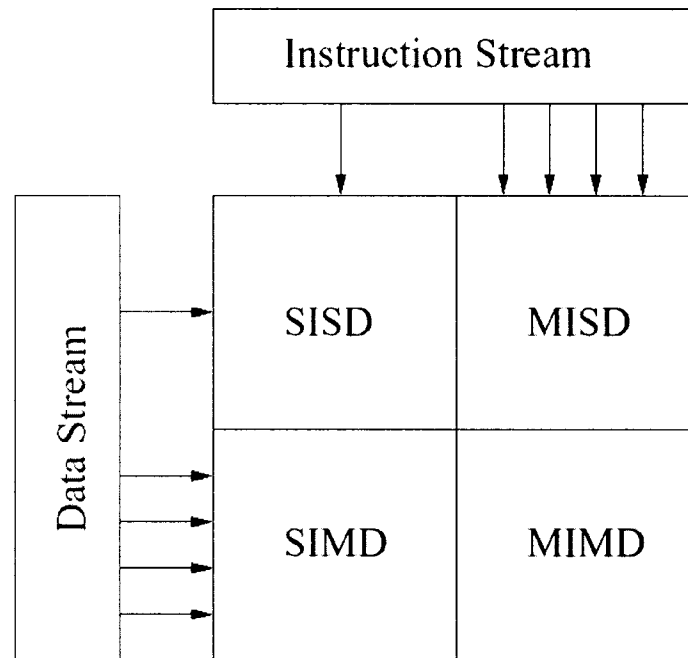 Instruction Stream
Data Stream
SISD
MISD
SIMD
MIMD